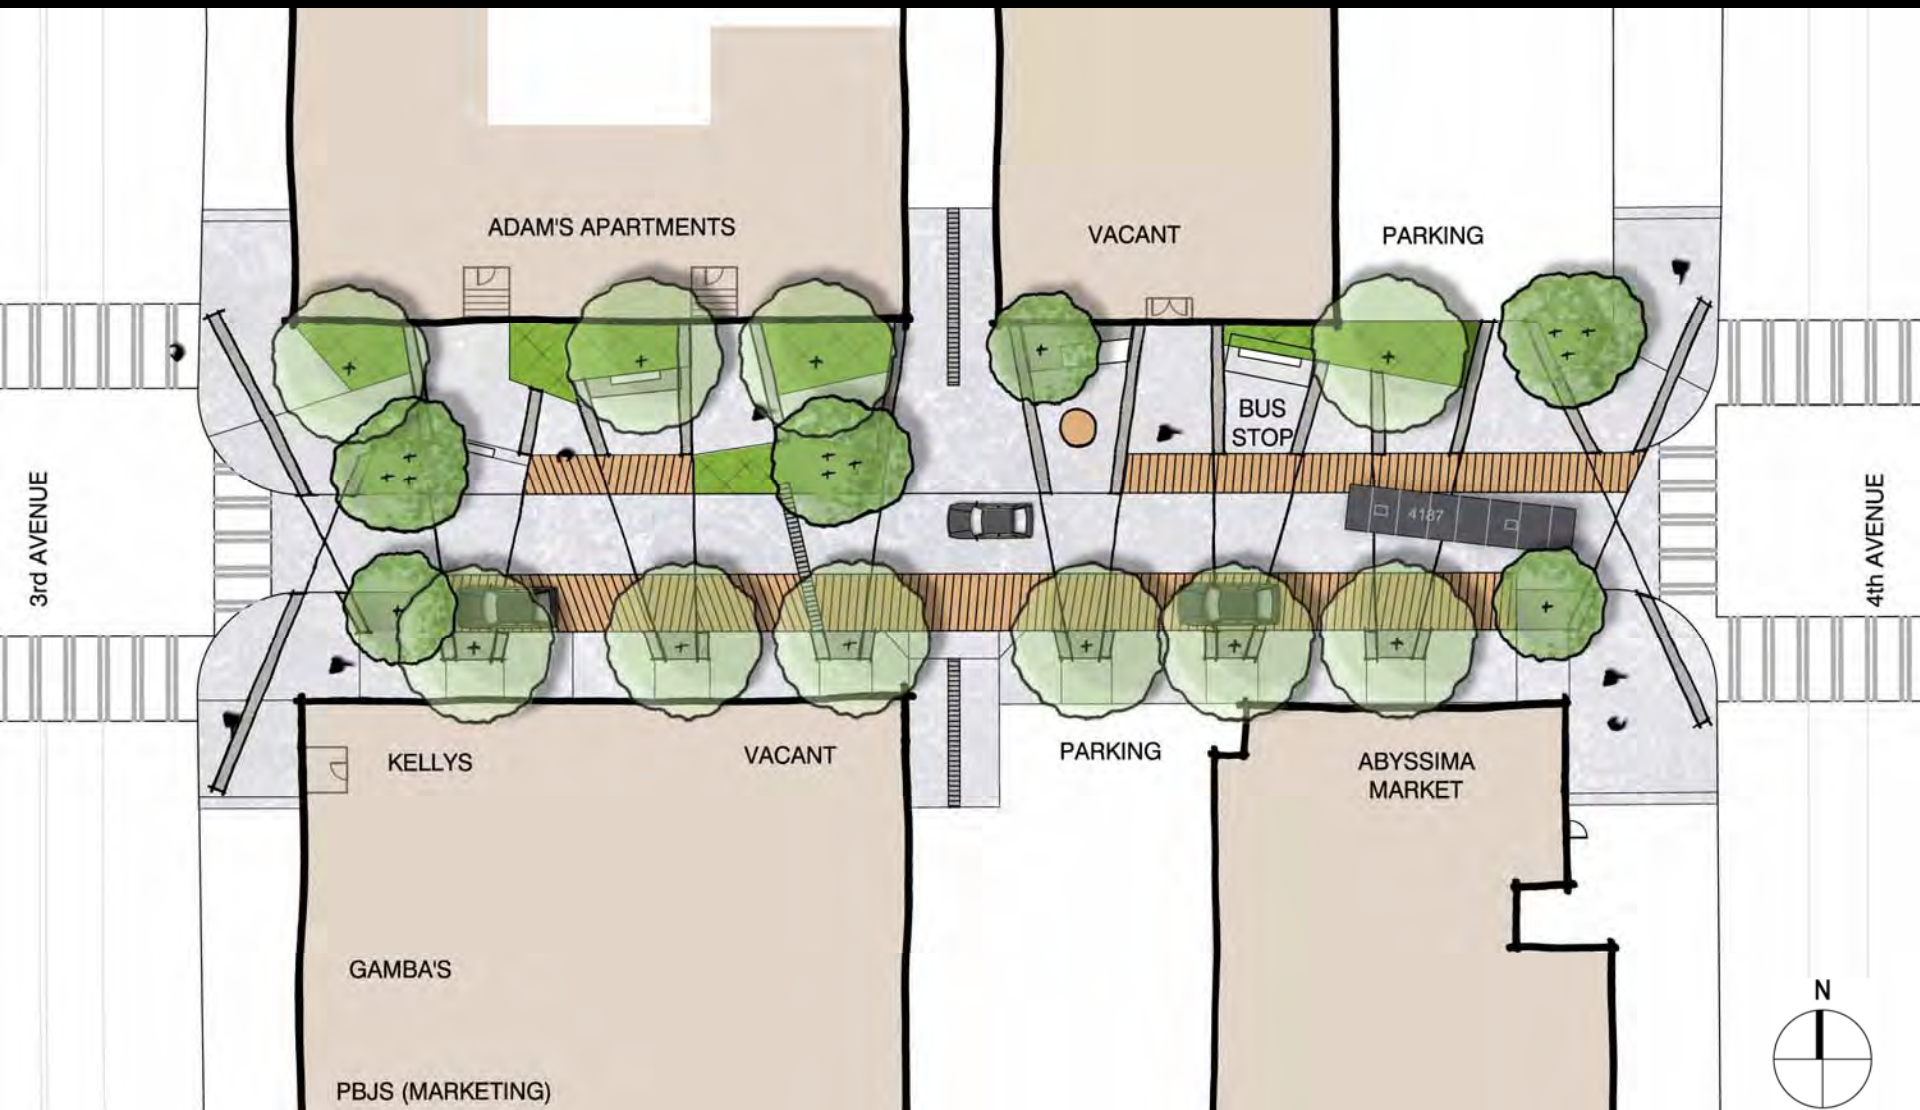 ADAM'S APARTMENTS
VACANT
PARKING
BUS
STOP
3rd AVENUE
4187
4th AVENUE
KELLYS
VACANT
PARKING
ABYSSIMA
MARKET
GAMBA'S
N
PBJS (MARKETING)